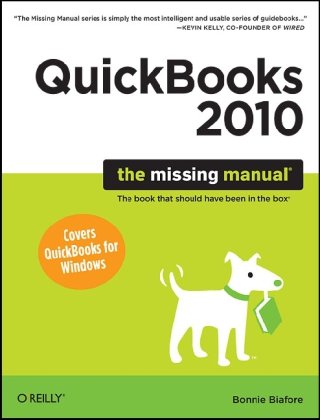 "The Missing Manual series is simply the most intelligent and usable series of guidebooks..."
—KEVIN KELLY, CO-FOUNDER OF WIRED
QuickBooks
2010
the missing manual®
The book that should have been in the box®
Covers
QuickBooks for
Windows
O REILLY®
Bonnie Biafore